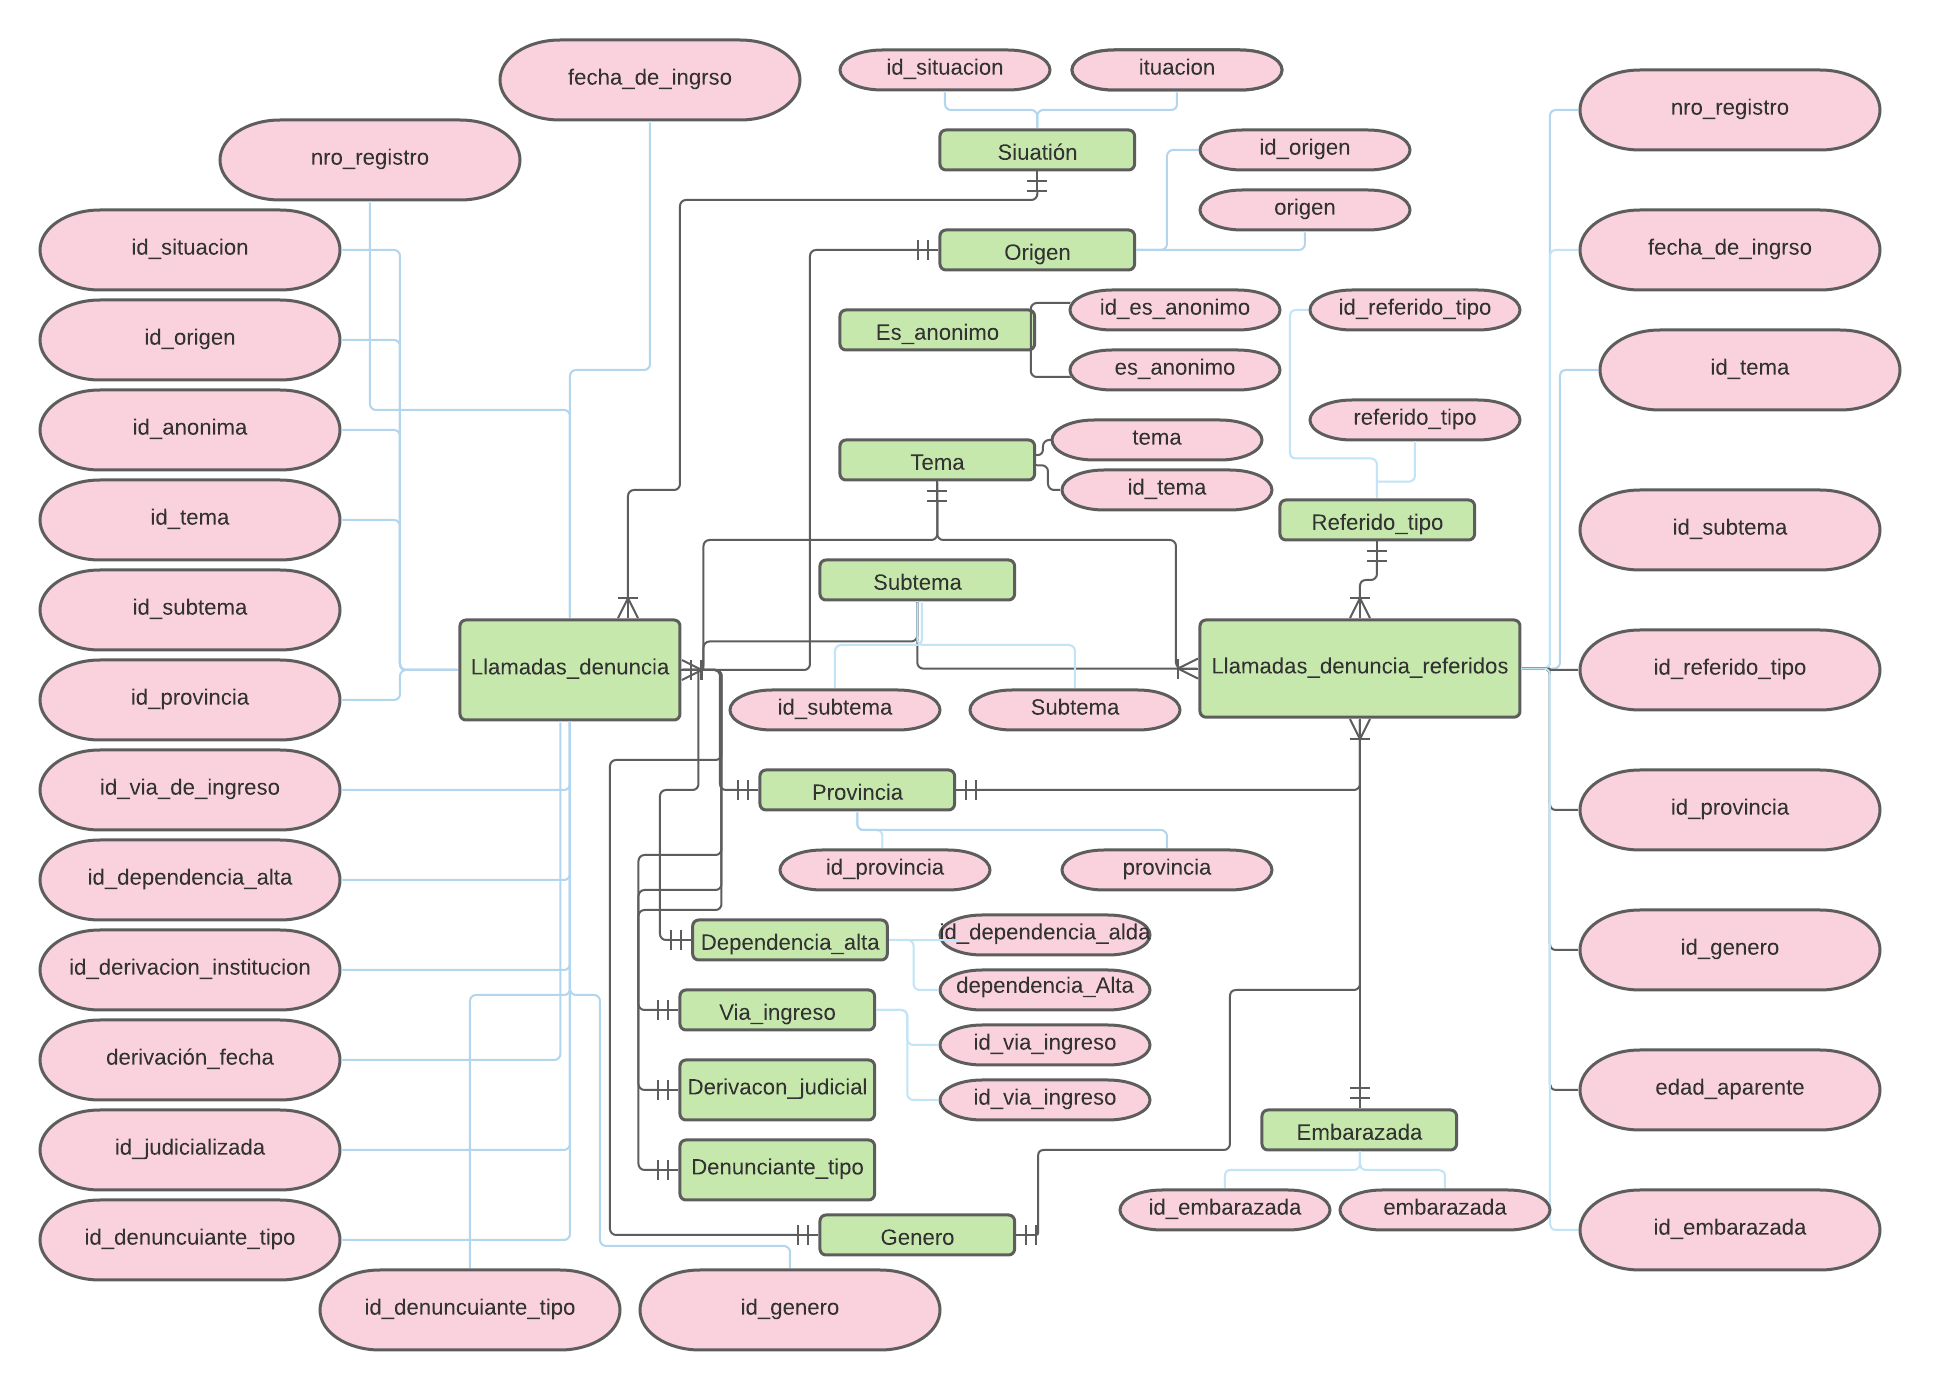 fecha_de_ingrso
id_situacion
ituacion
nro_registro
nro_registro
Siuatión
id_origen
origen
id_situacion
Origen
fecha_de_ingrso
id_origen
Es_anonimo
id_es_anonimo
id_referido_tipo
es_anonimo
id_tema
id_anonima
tema
referido_tipo
Tema
id_tema
id_tema
Referido_tipo
id_subtema
id_subtema
Subtema
Llamadas_denuncia
Llamadas_denuncia_referidos
id_referido_tipo
id_provincia
id_subtema
Subtema
id_via_de_ingreso
Provincia
id_provincia
id_dependencia_alta
id_provincia
provincia
Dependencia_alta
id_dependencia_alda
id_genero
id_derivacion_institucion
dependencia_Alta
Via_ingreso
id_via_ingreso
derivación_fecha
Derivacon_judicial
id_via_ingreso
edad_aparente
id_judicializada
Denunciante_tipo
Embarazada
id_denuncuiante_tipo
Genero
id_embarazada
embarazada
id_embarazada
id_denuncuiante_tipo
id_genero